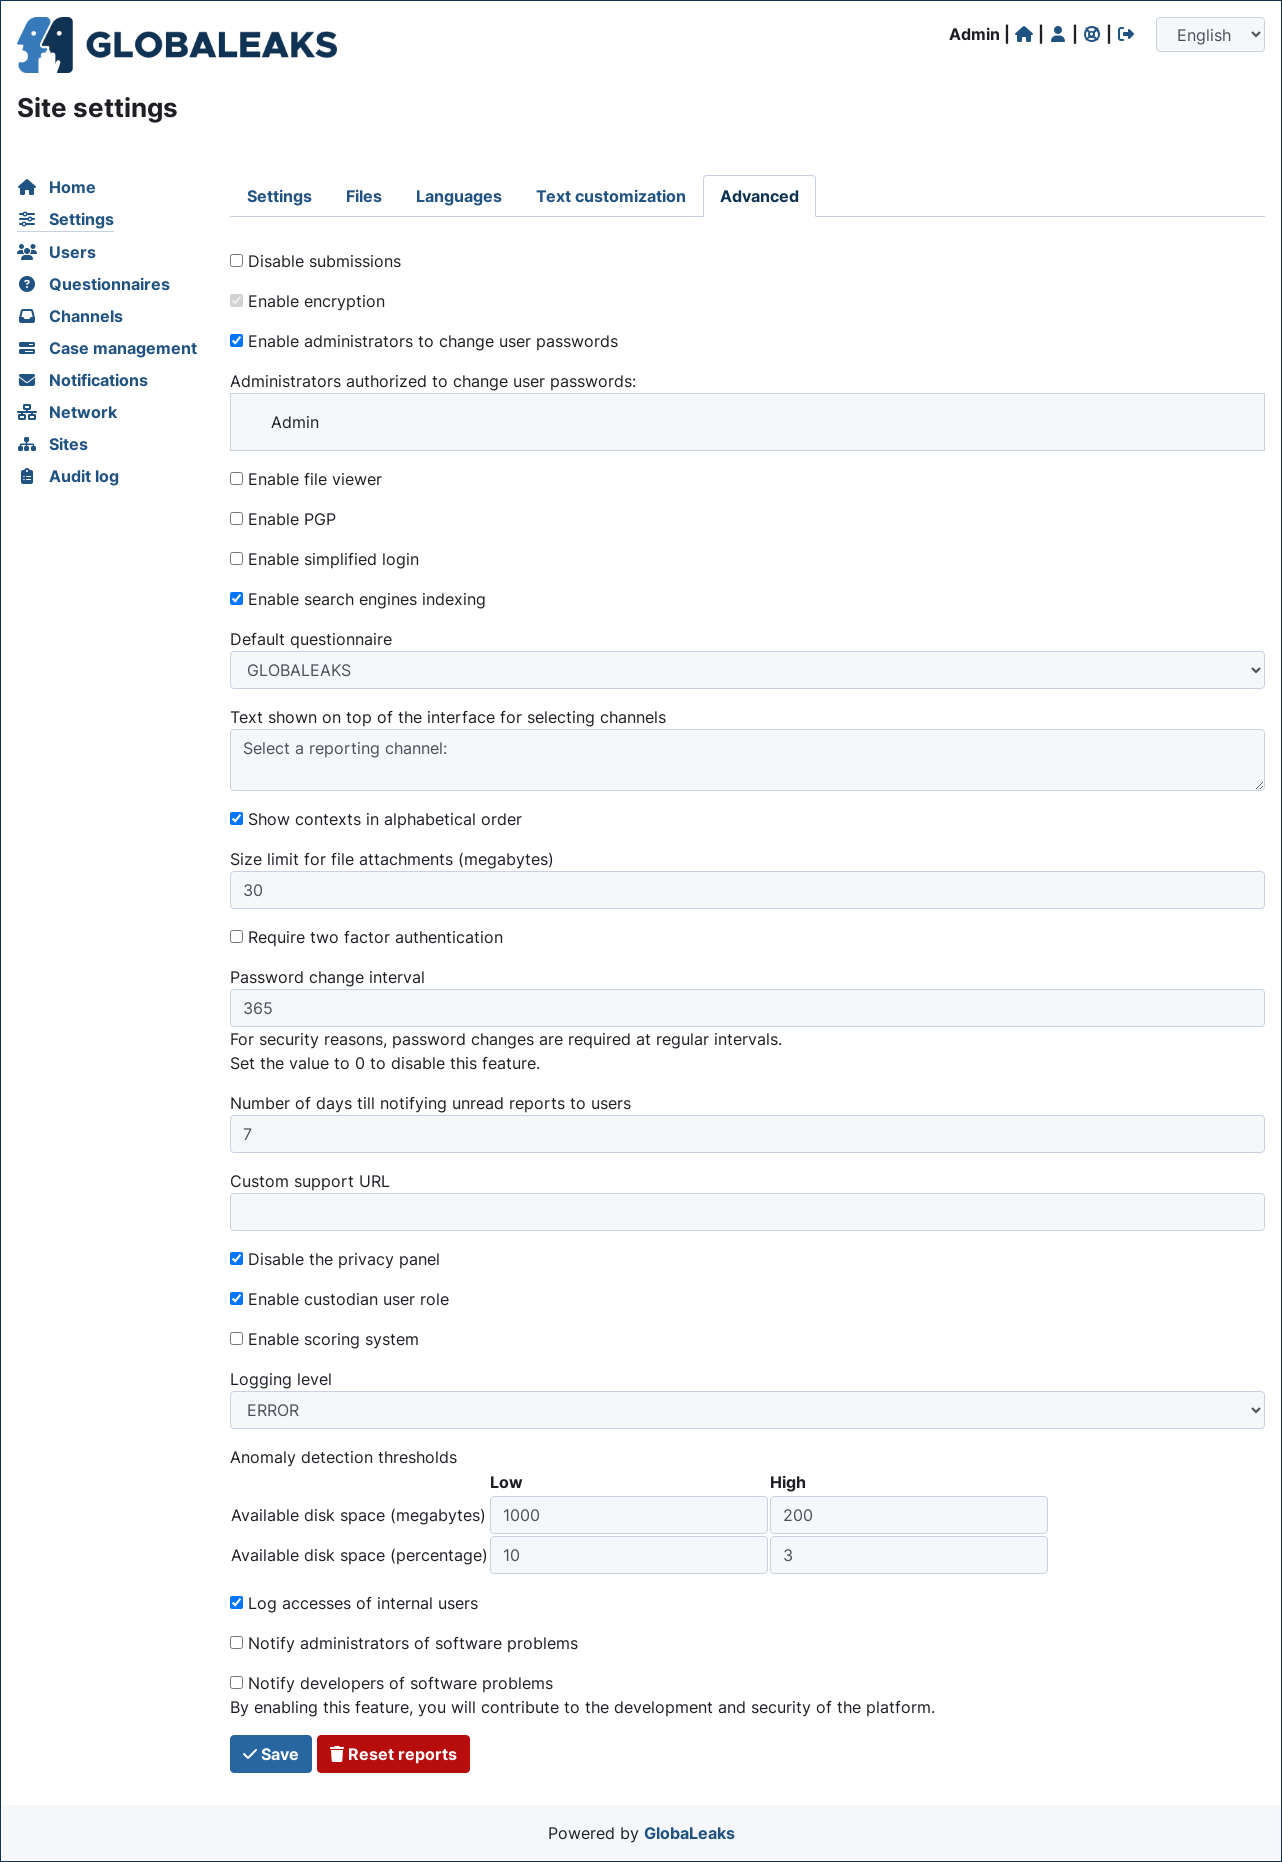 GLOBALEAKS
Admin | | | |
English
Site settings
Home
Settings
Users
Questionnaires
Channels
Case management
Notifications
Network
Sites
Audit log
Settings Files Languages Text customization Advanced
Disable submissions
Enable encryption
Enable administrators to change user passwords
Administrators authorized to change user passwords:
Admin
Enable file viewer
Enable PGP
Enable simplified login
Enable search engines indexing
Default questionnaire
GLOBALEAKS
Text shown on top of the interface for selecting channels
Select a reporting channel:
Show contexts in alphabetical order
Size limit for file attachments (megabytes)
30
Require two factor authentication
Password change interval
365
For security reasons, password changes are required at regular intervals.
Set the value to 0 to disable this feature.
Number of days till notifying unread reports to users
7
Custom support URL
Disable the privacy panel
Enable custodian user role
Enable scoring system
Logging level
ERROR
Anomaly detection thresholds
Low High
Available disk space (megabytes) 1000 200
Available disk space (percentage) 10 3
Log accesses of internal users
Notify administrators of software problems
Notify developers of software problems
By enabling this feature, you will contribute to the development and security of the platform.
Save Reset reports
Powered by GlobaLeaks